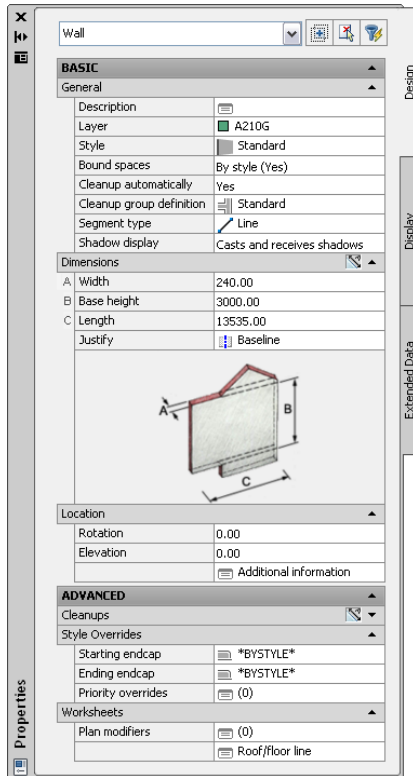 Wall
BASIC
General
Description
Layer A210G
Style Standard
Bound spaces By style (Yes)
Cleanup automatically Yes
Cleanup group definition Standard
Segment type Line
Shadow display Casts and receives shadows
Dimensions
A Width 240.00
B Base height 3000.00
C Length 13535.00
Justify Baseline
A
B
C
Location
Rotation 0.00
Elevation 0.00
Additional information
ADVANCED
Cleanups
Style Overrides
Starting endcap *BYSTYLE*
Ending endcap *BYSTYLE*
Priority overrides (0)
Worksheets
Plan modifiers (0)
Roof/floor line
Properties
Design
Display
Extended Data